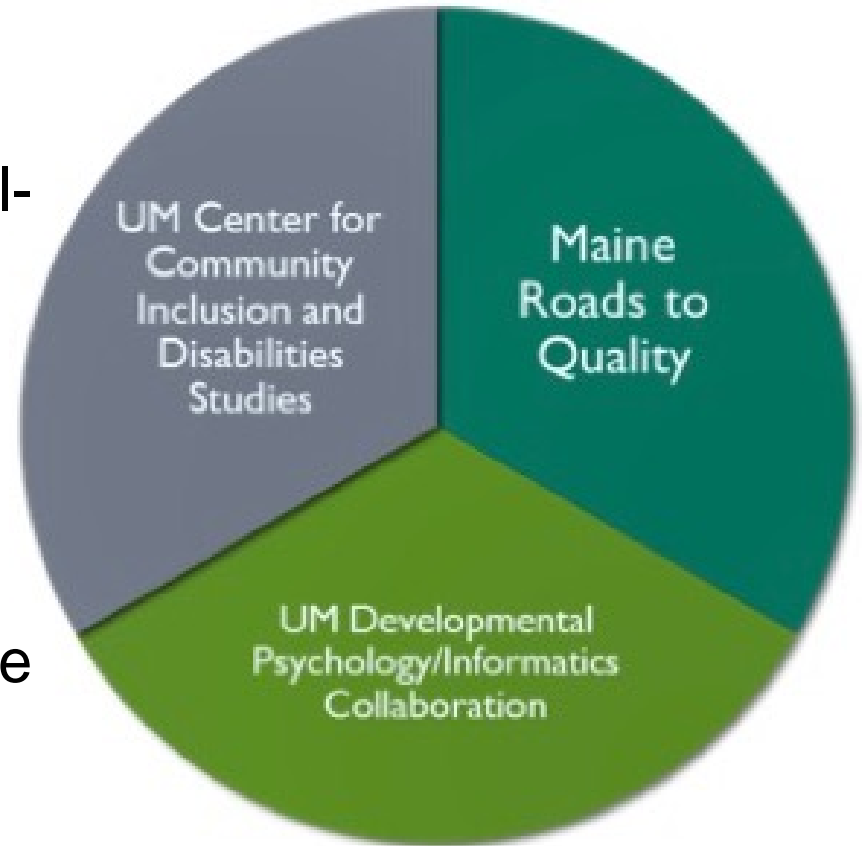 l-
UM Center for
Community
Inclusion and
Disabilities
Studies
Maine
Roads to
Quality
UM Developmental
Psychology/Informatics
Collaboration
e